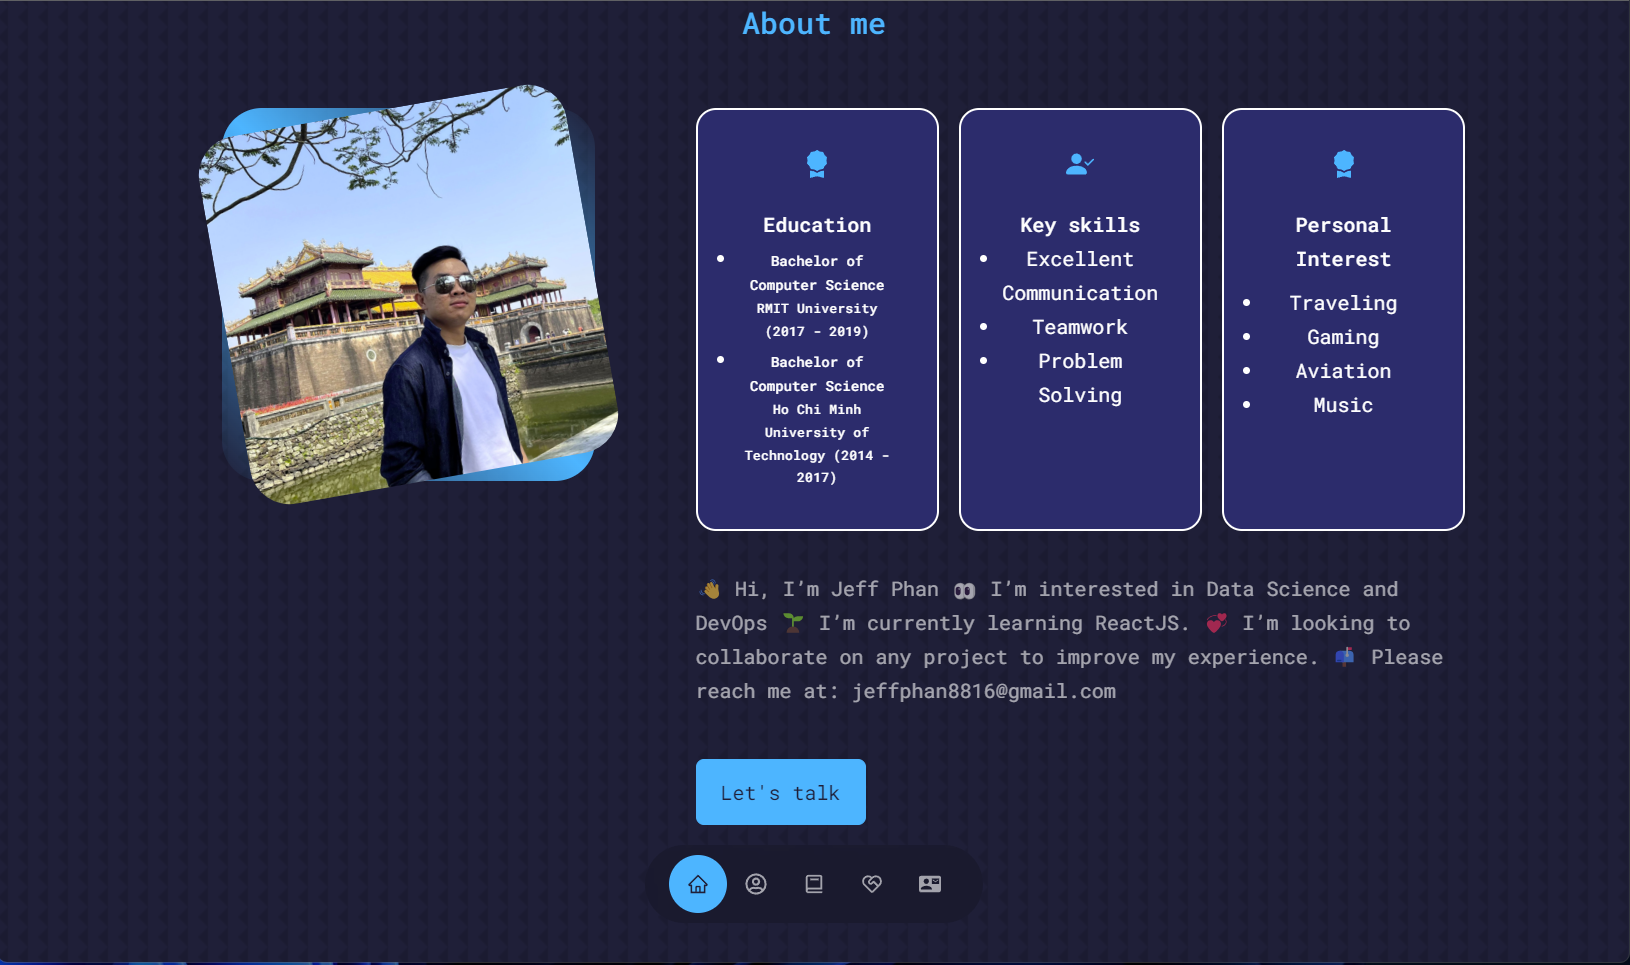 About me
Education
Bachelor of
Computer Science
RMIT University
(2017 - 2019)
Bachelor of
Computer Science
Ho Chi Minh
University of
Technology (2014 -
2017)
Key skills
Excellent
Communication
Teamwork
Problem
Solving
Personal
Interest
Traveling
Gaming
Aviation
Music
👋 Hi, I’m Jeff Phan 👀 I’m interested in Data Science and
DevOps 🌱 I’m currently learning ReactJS. 💞️ I’m looking to
collaborate on any project to improve my experience. 📫 Please
reach me at: jeffphan8816@gmail.com
Let's talk